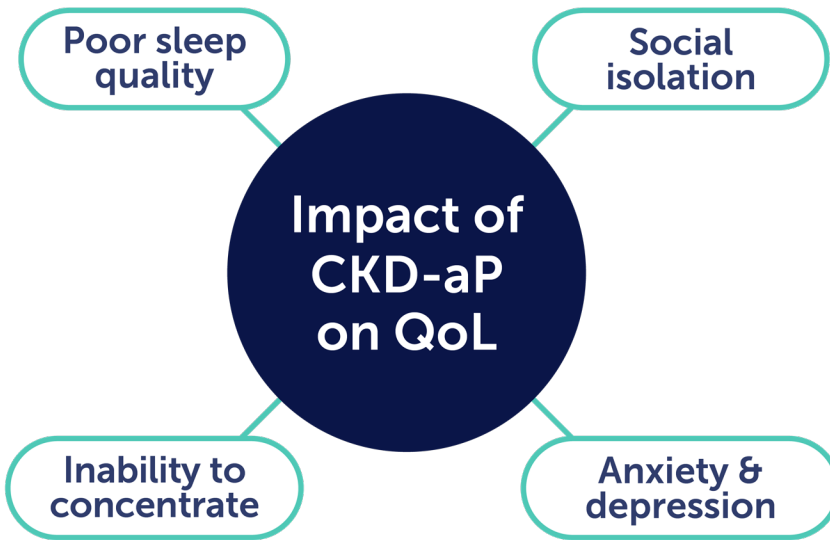 Poor sleep
quality
Social
isolation
Impact of
CKD-aP
on QoL
Inability to
concentrate
Anxiety &
depression